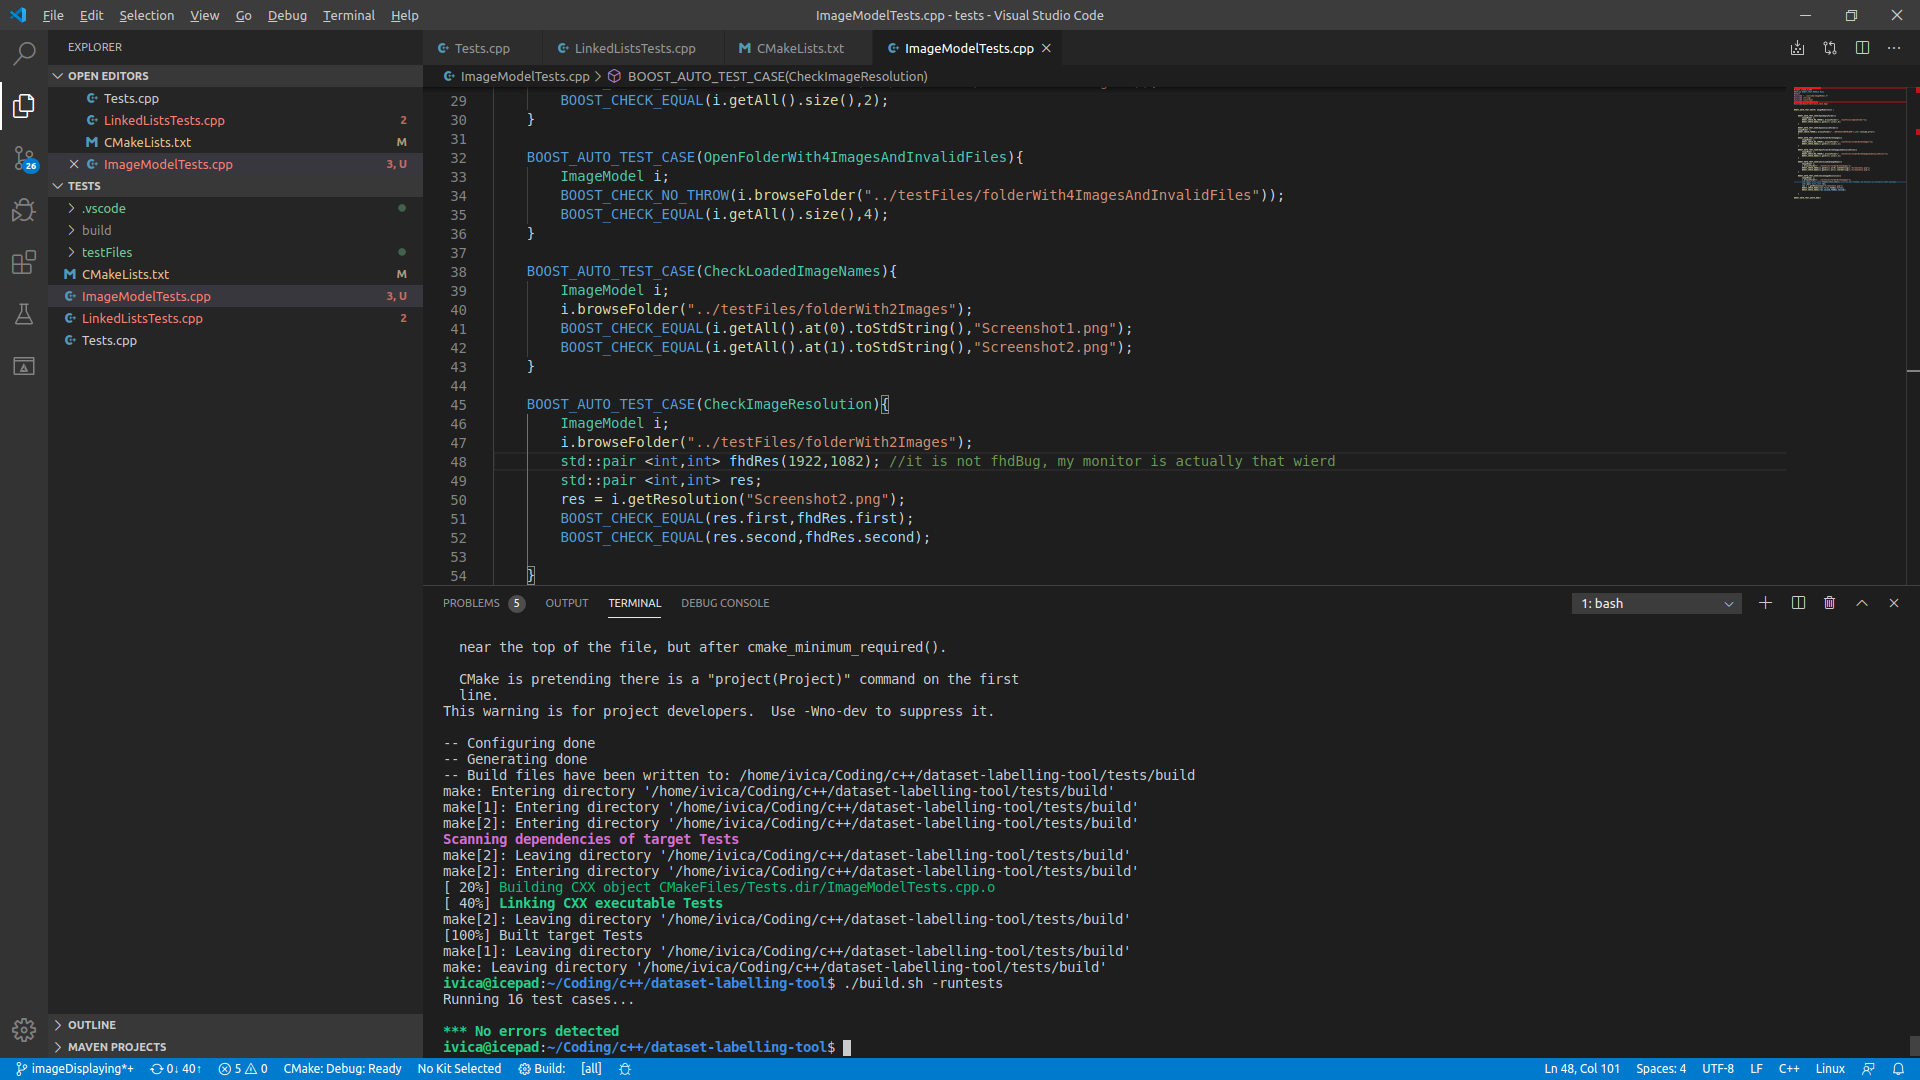 File Edit Selection View Go Debug Terminal Help
ImageModelTests.cpp - tests - Visual Studio Code
EXPLORER
OPEN EDITORS
Tests.cpp
LinkedListsTests.cpp 2
CMakeLists.txt M
ImageModelTests.cpp 3, U
TESTS
.vscode
build
testFiles
CMakeLists.txt M
ImageModelTests.cpp 3, U
LinkedListsTests.cpp 2
Tests.cpp
OUTLINE
MAVEN PROJECTS
26
Tests.cpp LinkedListsTests.cpp CMakeLists.txt ImageModelTests.cpp
ImageModelTests.cpp > BOOST_AUTO_TEST_CASE(CheckImageResolution)
29 BOOST_CHECK_EQUAL(i.getAll().size(),2);
30 }
31
32 BOOST_AUTO_TEST_CASE(OpenFolderWith4ImagesAndInvalidFiles){
33 ImageModel i;
34 BOOST_CHECK_NO_THROW(i.browseFolder("../testFiles/folderWith4ImagesAndInvalidFiles"));
35 BOOST_CHECK_EQUAL(i.getAll().size(),4);
36 }
37
38 BOOST_AUTO_TEST_CASE(CheckLoadedImageNames){
39 ImageModel i;
40 i.browseFolder("../testFiles/folderWith2Images");
41 BOOST_CHECK_EQUAL(i.getAll().at(0).toStdString(),"Screenshot1.png");
42 BOOST_CHECK_EQUAL(i.getAll().at(1).toStdString(),"Screenshot2.png");
43 }
44
45 BOOST_AUTO_TEST_CASE(CheckImageResolution){
46 ImageModel i;
47 i.browseFolder("../testFiles/folderWith2Images");
48 std::pair <int,int> fhdRes(1922,1082); //it is not fhdBug, my monitor is actually that wierd
49 std::pair <int,int> res;
50 res = i.getResolution("Screenshot2.png");
51 BOOST_CHECK_EQUAL(res.first,fhdRes.first);
52 BOOST_CHECK_EQUAL(res.second,fhdRes.second);
53
54 }
PROBLEMS 5 OUTPUT TERMINAL DEBUG CONSOLE 1: bash
near the top of the file, but after cmake_minimum_required().
CMake is pretending there is a "project(Project)" command on the first
line.
This warning is for project developers.  Use -Wno-dev to suppress it.
-- Configuring done
-- Generating done
-- Build files have been written to: /home/ivica/Coding/c++/dataset-labelling-tool/tests/build
make: Entering directory '/home/ivica/Coding/c++/dataset-labelling-tool/tests/build'
make[1]: Entering directory '/home/ivica/Coding/c++/dataset-labelling-tool/tests/build'
make[2]: Entering directory '/home/ivica/Coding/c++/dataset-labelling-tool/tests/build'
Scanning dependencies of target Tests
make[2]: Leaving directory '/home/ivica/Coding/c++/dataset-labelling-tool/tests/build'
make[2]: Entering directory '/home/ivica/Coding/c++/dataset-labelling-tool/tests/build'
[ 20%] Building CXX object CMakeFiles/Tests.dir/ImageModelTests.cpp.o
[ 40%] Linking CXX executable Tests
make[2]: Leaving directory '/home/ivica/Coding/c++/dataset-labelling-tool/tests/build'
[100%] Built target Tests
make[1]: Leaving directory '/home/ivica/Coding/c++/dataset-labelling-tool/tests/build'
make: Leaving directory '/home/ivica/Coding/c++/dataset-labelling-tool/tests/build'
ivica@icepad:~/Coding/c++/dataset-labelling-tool$ ./build.sh -runtests
Running 16 test cases...
*** No errors detected
ivica@icepad:~/Coding/c++/dataset-labelling-tool$
imageDisplaying*+ 0↓ 40↑ 5 0 CMake: Debug: Ready No Kit Selected Build: [all] Ln 48, Col 101 Spaces: 4 UTF-8 LF C++ Linux